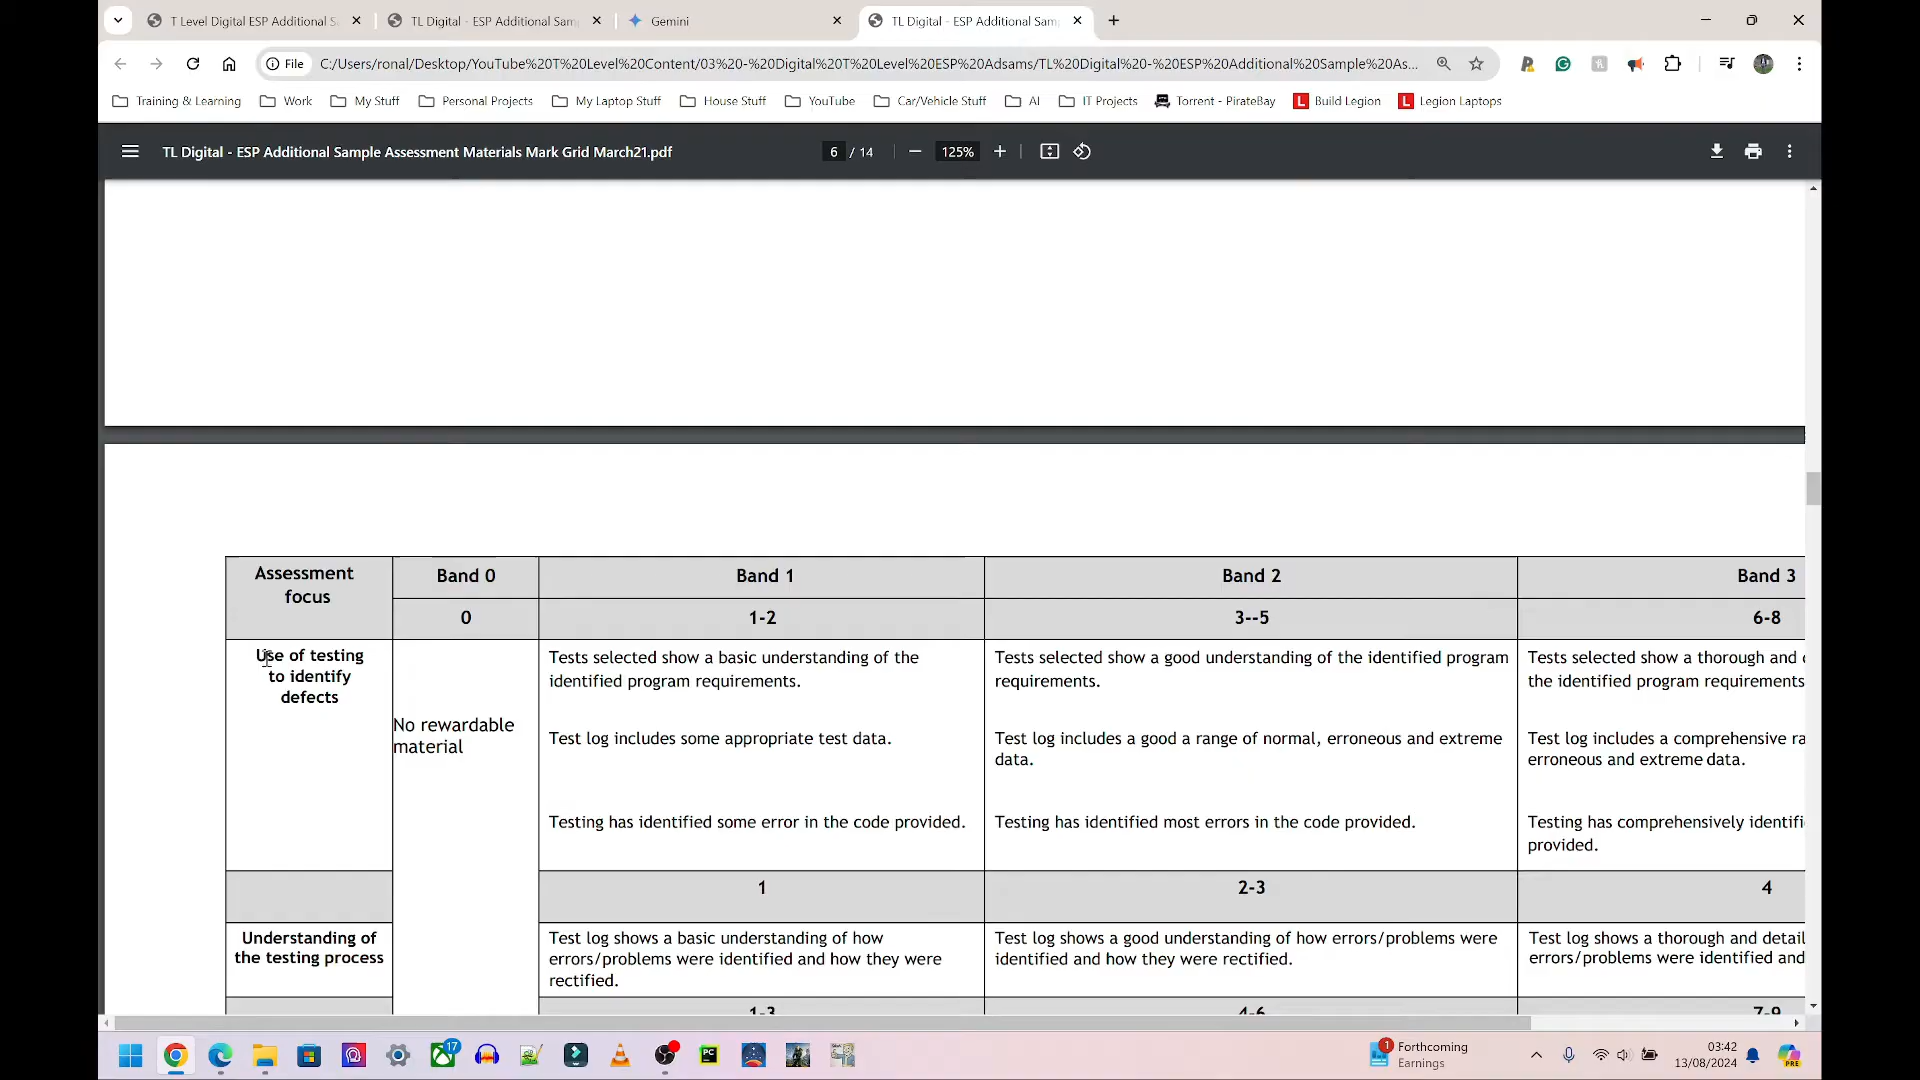 T Level Digital ESP Additional S
TL Digital - ESP Additional Sam
Gemini
TL Digital - ESP Additional Sam
File
C:/Users/ronal/Desktop/YouTube%20T%20Level%20Content/03%20-%20Digital%20T%20Level%20ESP%20Adsams/TL%20Digital%20-%20ESP%20Additional%20Sample%20As...
Training & Learning
Work
My Stuff
Personal Projects
My Laptop Stuff
House Stuff
YouTube
Car/Vehicle Stuff
AI
IT Projects
Torrent - PirateBay
L Build Legion
L Legion Laptops
TL Digital - ESP Additional Sample Assessment Materials Mark Grid March21.pdf
6 / 14
125%
Assessment
focus
Band 0
Band 1
Band 2
Band 3
0
1-2
3--5
6-8
Use of testing
to identify
defects
No rewardable
material
Tests selected show a basic understanding of the
identified program requirements.
Test log includes some appropriate test data.
Testing has identified some error in the code provided.
Tests selected show a good understanding of the identified program
requirements.
Test log includes a good a range of normal, erroneous and extreme
data.
Testing has identified most errors in the code provided.
Tests selected show a thorough and
the identified program requirements
Test log includes a comprehensive ra
erroneous and extreme data.
Testing has comprehensively identifi
provided.
1
2-3
4
Understanding of
the testing process
Test log shows a basic understanding of how
errors/problems were identified and how they were
rectified.
Test log shows a good understanding of how errors/problems were
identified and how they were rectified.
Test log shows a thorough and detail
errors/problems were identified and
1-3
4-6
7-9
17
PC
1
Forthcoming
Earnings
03:42
13/08/2024
PRE